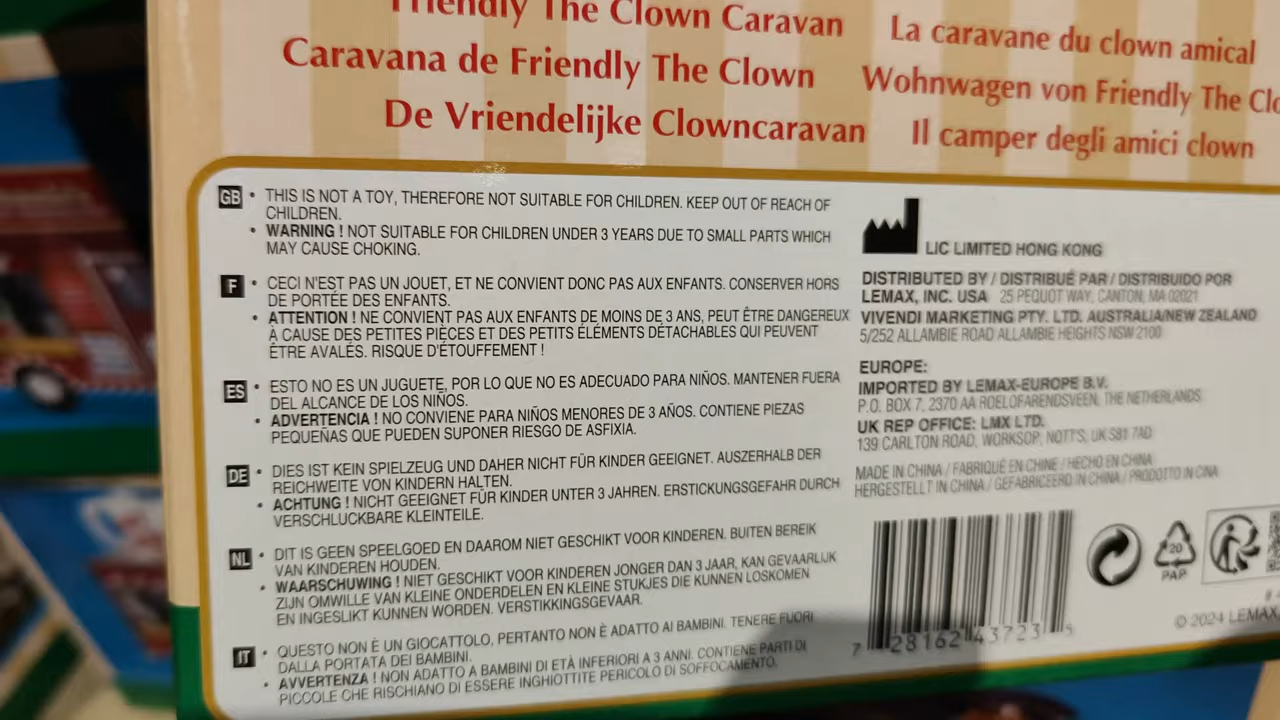 Friendly The Clown Caravan
La caravane du clown amical
Caravana de Friendly The Clown
Wohnwagen von Friendly The Clo
De Vriendelijke Clowncaravan
Il camper degli amici clown
GB • THIS IS NOT A TOY, THEREFORE NOT SUITABLE FOR CHILDREN. KEEP OUT OF REACH OF
CHILDREN.
• WARNING ! NOT SUITABLE FOR CHILDREN UNDER 3 YEARS DUE TO SMALL PARTS WHICH
MAY CAUSE CHOKING.
F • CECI N'EST PAS UN JOUET, ET NE CONVIENT DONC PAS AUX ENFANTS. CONSERVER HORS
DE PORTÉE DES ENFANTS.
• ATTENTION ! NE CONVIENT PAS AUX ENFANTS DE MOINS DE 3 ANS, PEUT ÊTRE DANGEREUX
À CAUSE DES PETITES PIÈCES ET DES PETITS ÉLÉMENTS DÉTACHABLES QUI PEUVENT
ÊTRE AVALÉS. RISQUE D'ÉTOUFFEMENT !
ES • ESTO NO ES UN JUGUETE, POR LO QUE NO ES ADECUADO PARA NIÑOS. MANTENER FUERA
DEL ALCANCE DE LOS NIÑOS.
• ADVERTENCIA ! NO CONVIENE PARA NIÑOS MENORES DE 3 AÑOS. CONTIENE PIEZAS
PEQUEÑAS QUE PUEDEN SUPONER RIESGO DE ASFIXIA.
DE • DIES IST KEIN SPIELZEUG UND DAHER NICHT FÜR KINDER GEEIGNET. AUSZERHALB DER
REICHWEITE VON KINDERN HALTEN.
• ACHTUNG ! NICHT GEEIGNET FÜR KINDER UNTER 3 JAHREN. ERSTICKUNGSGEFAHR DURCH
VERSCHLUCKBARE KLEINTEILE.
NL • DIT IS GEEN SPEELGOED EN DAAROM NIET GESCHIKT VOOR KINDEREN. BUITEN BEREIK
VAN KINDEREN HOUDEN.
• WAARSCHUWING ! NIET GESCHIKT VOOR KINDEREN JONGER DAN 3 JAAR, KAN GEVAARLIJK
ZIJN OMWILLE VAN KLEINE ONDERDELEN EN KLEINE STUKJES DIE KUNNEN LOSKOMEN
EN INGESLIKT KUNNEN WORDEN. VERSTIKKINGSGEVAAR.
IT • QUESTO NON È UN GIOCATTOLO, PERTANTO NON È ADATTO AI BAMBINI. TENERE FUORI
DALLA PORTATA DEI BAMBINI.
• AVVERTENZA ! NON ADATTO A BAMBINI DI ETÀ INFERIORI A 3 ANNI. CONTIENE PARTI DI
PICCOLE CHE RISCHIANO DI ESSERE INGHIOTTITE PERICOLO DI SOFFOCAMENTO.
LIC LIMITED HONG KONG
DISTRIBUTED BY / DISTRIBUÉ PAR / DISTRIBUIDO POR
LEMAX, INC. USA 25 PEQUOT WAY, CANTON, MA 02021
VIVENDI MARKETING PTY. LTD. AUSTRALIA/NEW ZEALAND
5/252 ALLAMBIE ROAD ALLAMBIE HEIGHTS NSW 2100
EUROPE:
IMPORTED BY LEMAX-EUROPE B.V.
P.O. BOX 7, 2370 AA ROELOFARENDSVEEN, THE NETHERLANDS
UK REP OFFICE: LMX LTD.
139 CARLTON ROAD, WORKSOP, NOTTS, UK S81 7AD
MADE IN CHINA / FABRIQUÉ EN CHINE / HECHO EN CHINA
HERGESTELLT IN CHINA / GEFABRICEERD IN CHINA / PRODOTTO IN CINA
7 28162 43723 5
20
PAP
© 2024 LEMAX